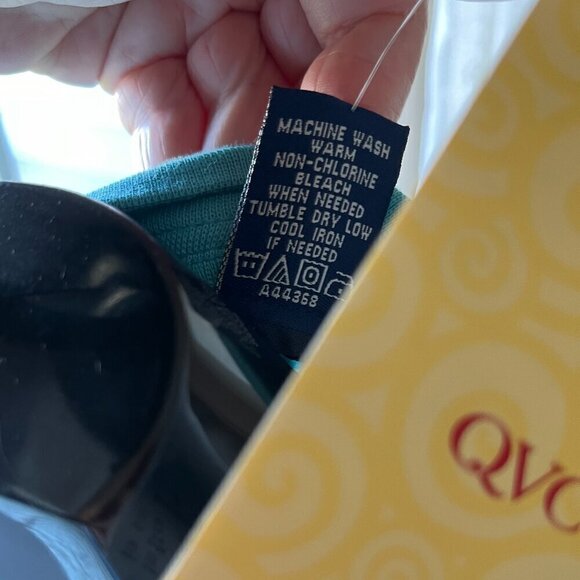 MACHINE WASH
WARM
NON-CHLORINE
BLEACH
WHEN NEEDED
TUMBLE DRY LOW
COOL IRON
IF NEEDED
A44368
QVC